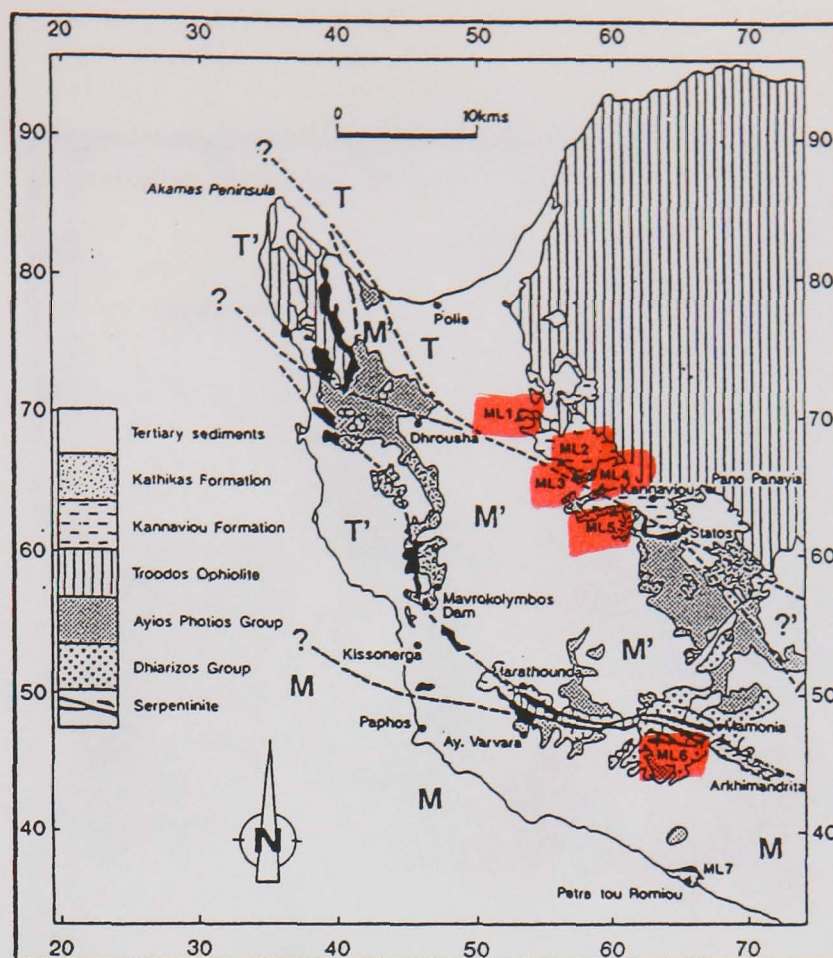 20 30 40 50 60 70
90 90
0 10kms
?
Akamas Peninsula
T
T'
80 80
?
Polis
M'
T
70 70
ML1
Dhrousha
ML2
ML3 ML4
Kannaviou
Pano Panayia
Tertiary sediments
Kathikas Formation
Kannaviou Formation
Troodos Ophiolite
Ayios Photios Group
Dhiarizos Group
Serpentinite
M'
ML5
Statos
T'
60 60
Mavrokolymbos
Dam
?'
?
Kissonerga
M'
M
Marathounda
50 50
Paphos
Mamonia
Ay. Varvara
ML6
Arkhimandrita
M
40 40
N
M
ML7
Petra tou Romiou
20 30 40 50 60 70